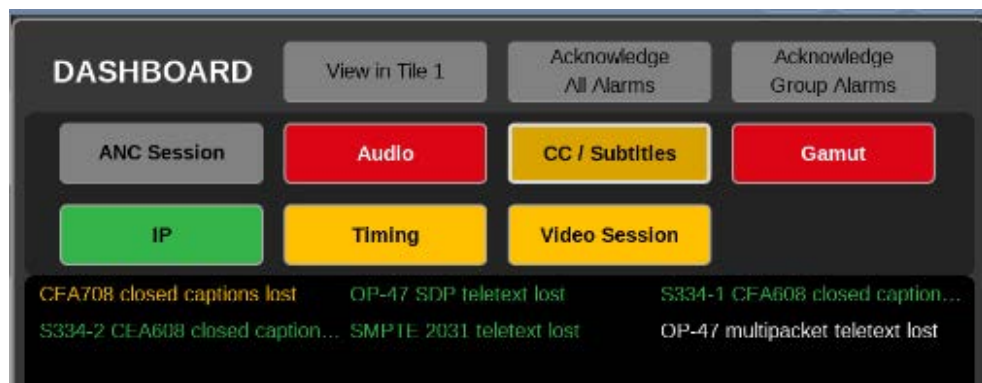 DASHBOARD
View in Tile 1
Acknowledge
All Alarms
Acknowledge
Group Alarms
ANC Session
Audio
CC / Subtitles
Gamut
IP
Timing
Video Session
CEA708 closed captions lost
OP-47 SDP teletext lost
S334-1 CEA608 closed caption...
S334-2 CEA608 closed caption...
SMPTE 2031 teletext lost
OP-47 multipacket teletext lost